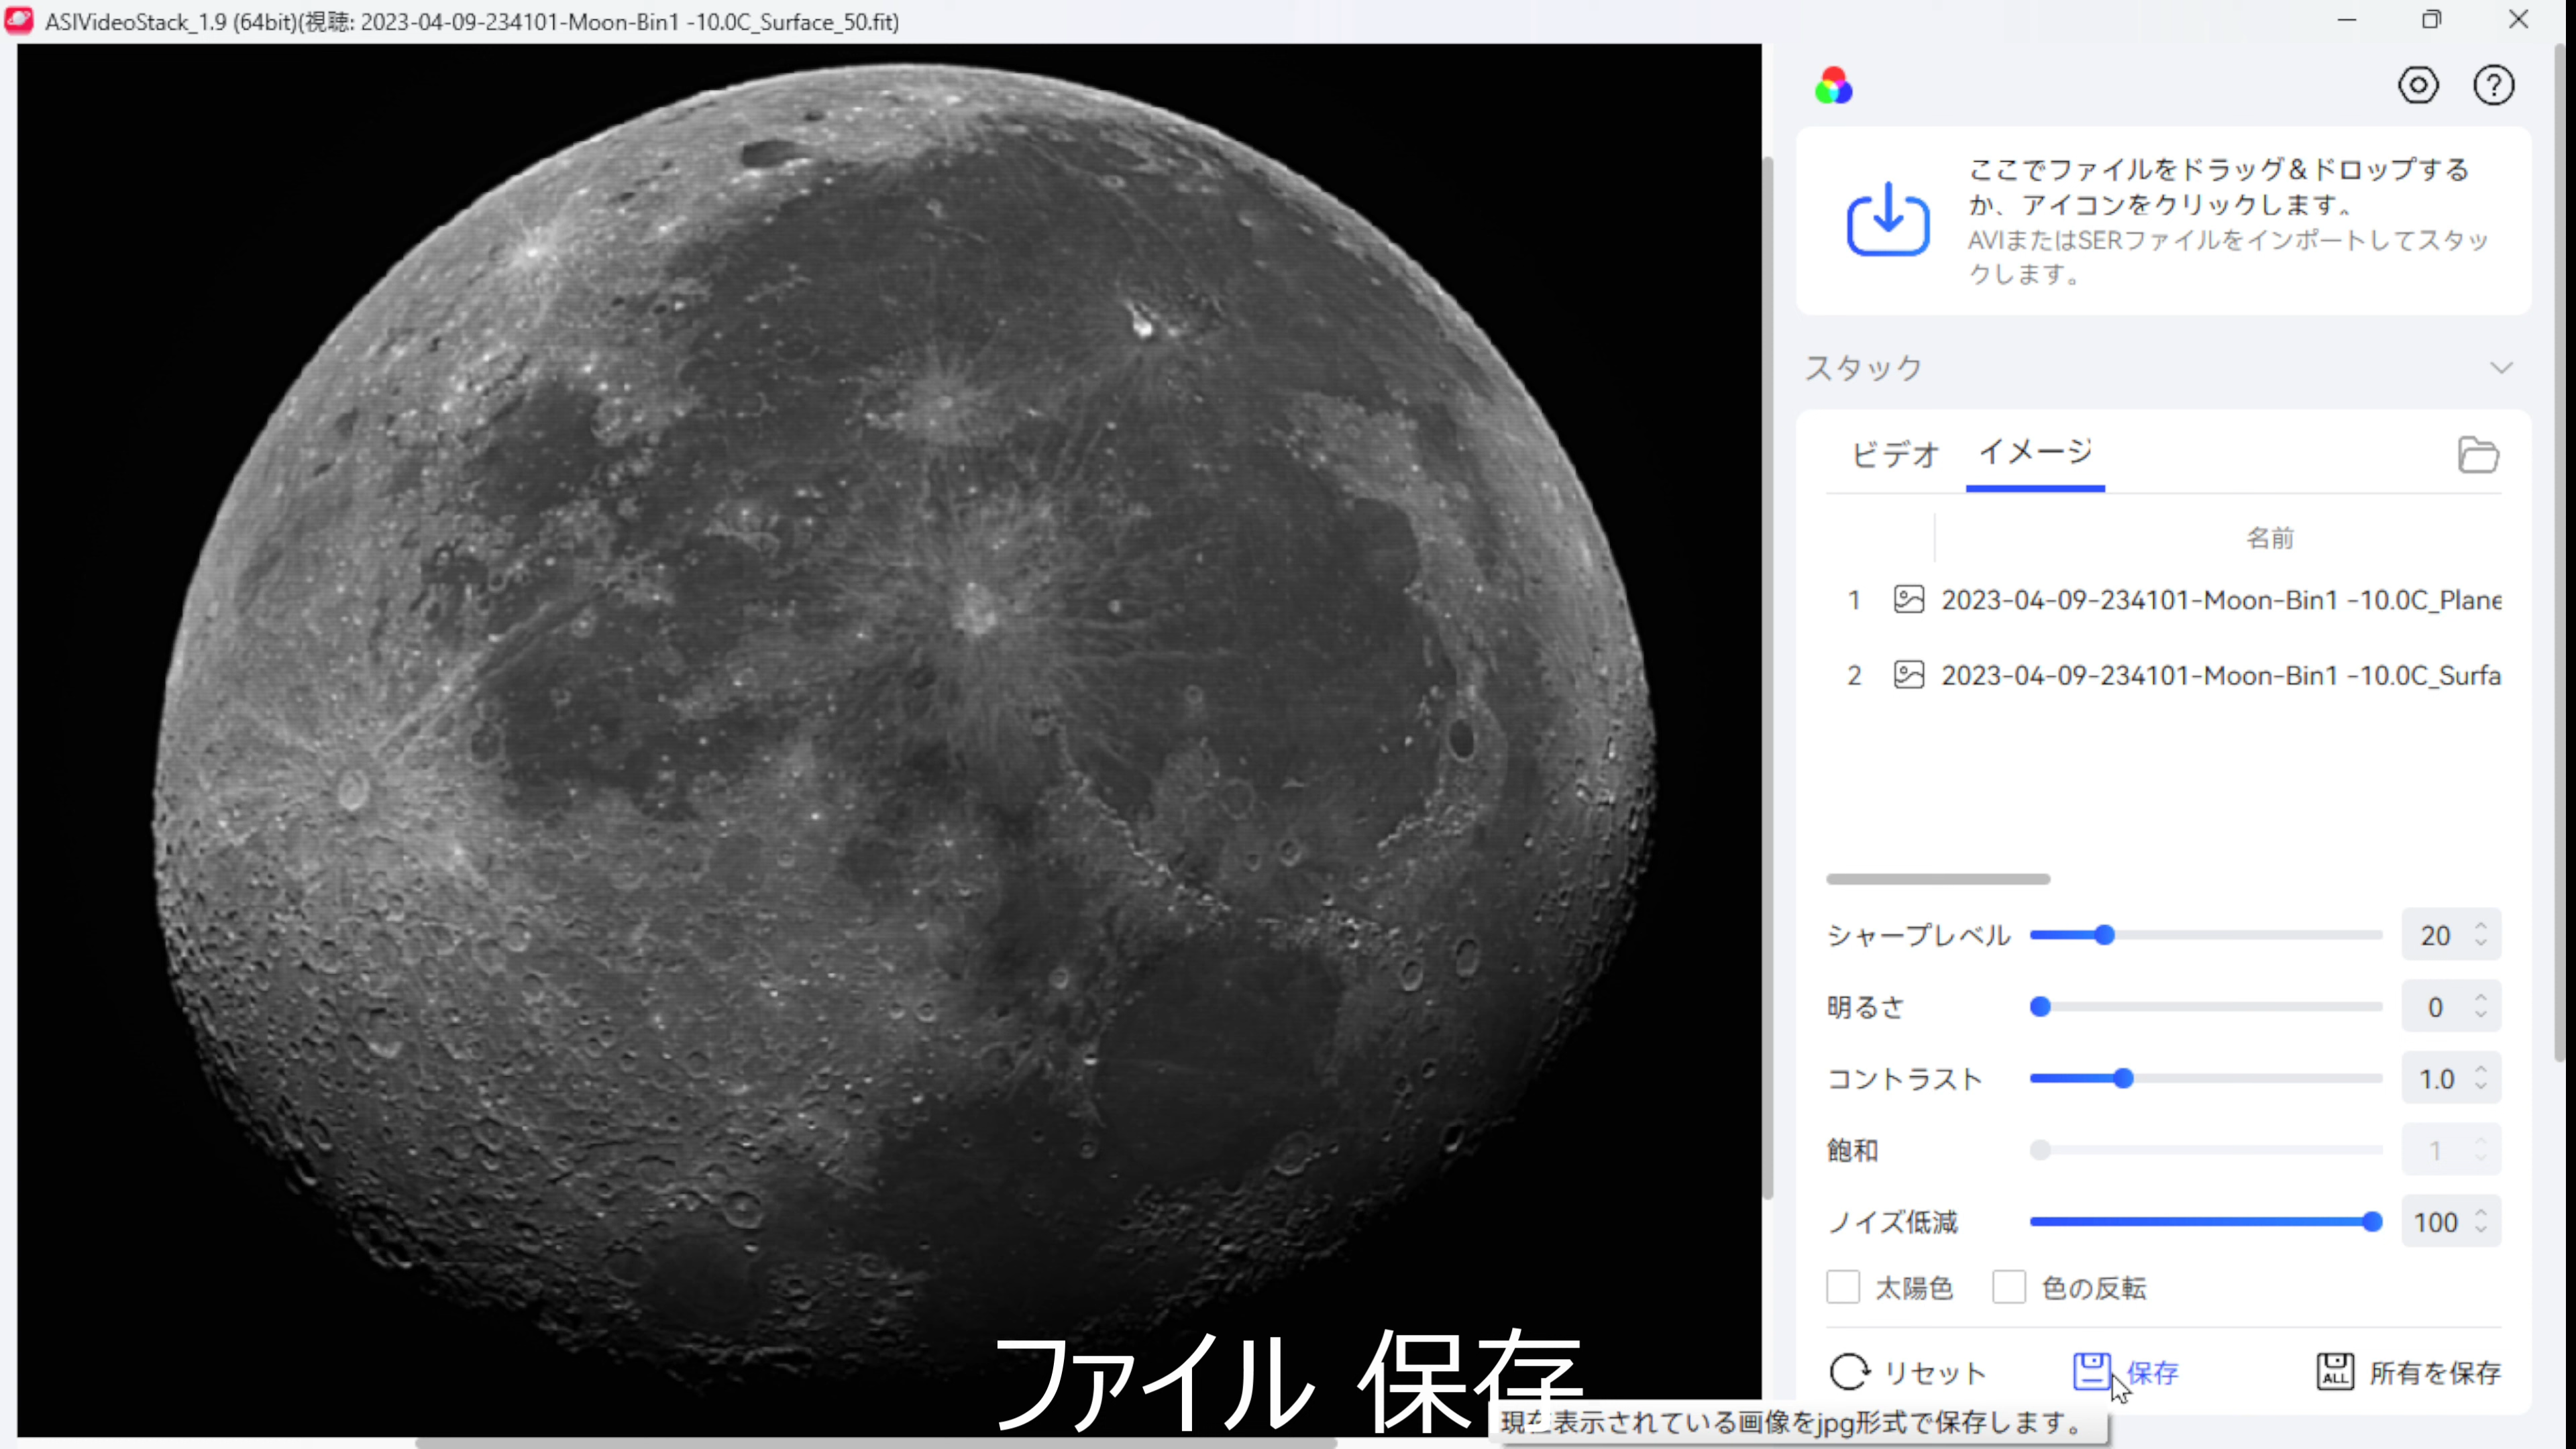 ASIVideoStack_1.9 (64bit)(視聴: 2023-04-09-234101-Moon-Bin1 -10.0C_Surface_50.fit)
ここでファイルをドラッグ&ドロップする
か、アイコンをクリックします。
AVIまたはSERファイルをインポートしてスタッ
クします。
スタック
ビデオ イメージ
名前
1 2023-04-09-234101-Moon-Bin1 -10.0C_Plane
2 2023-04-09-234101-Moon-Bin1 -10.0C_Surfa
シャープレベル 20
明るさ 0
コントラスト 1.0
飽和 1
ノイズ低減 100
太陽色 色の反転
リセット 保存 ALL 所有を保存
ファイル 保存
現在表示されている画像をjpg形式で保存します。